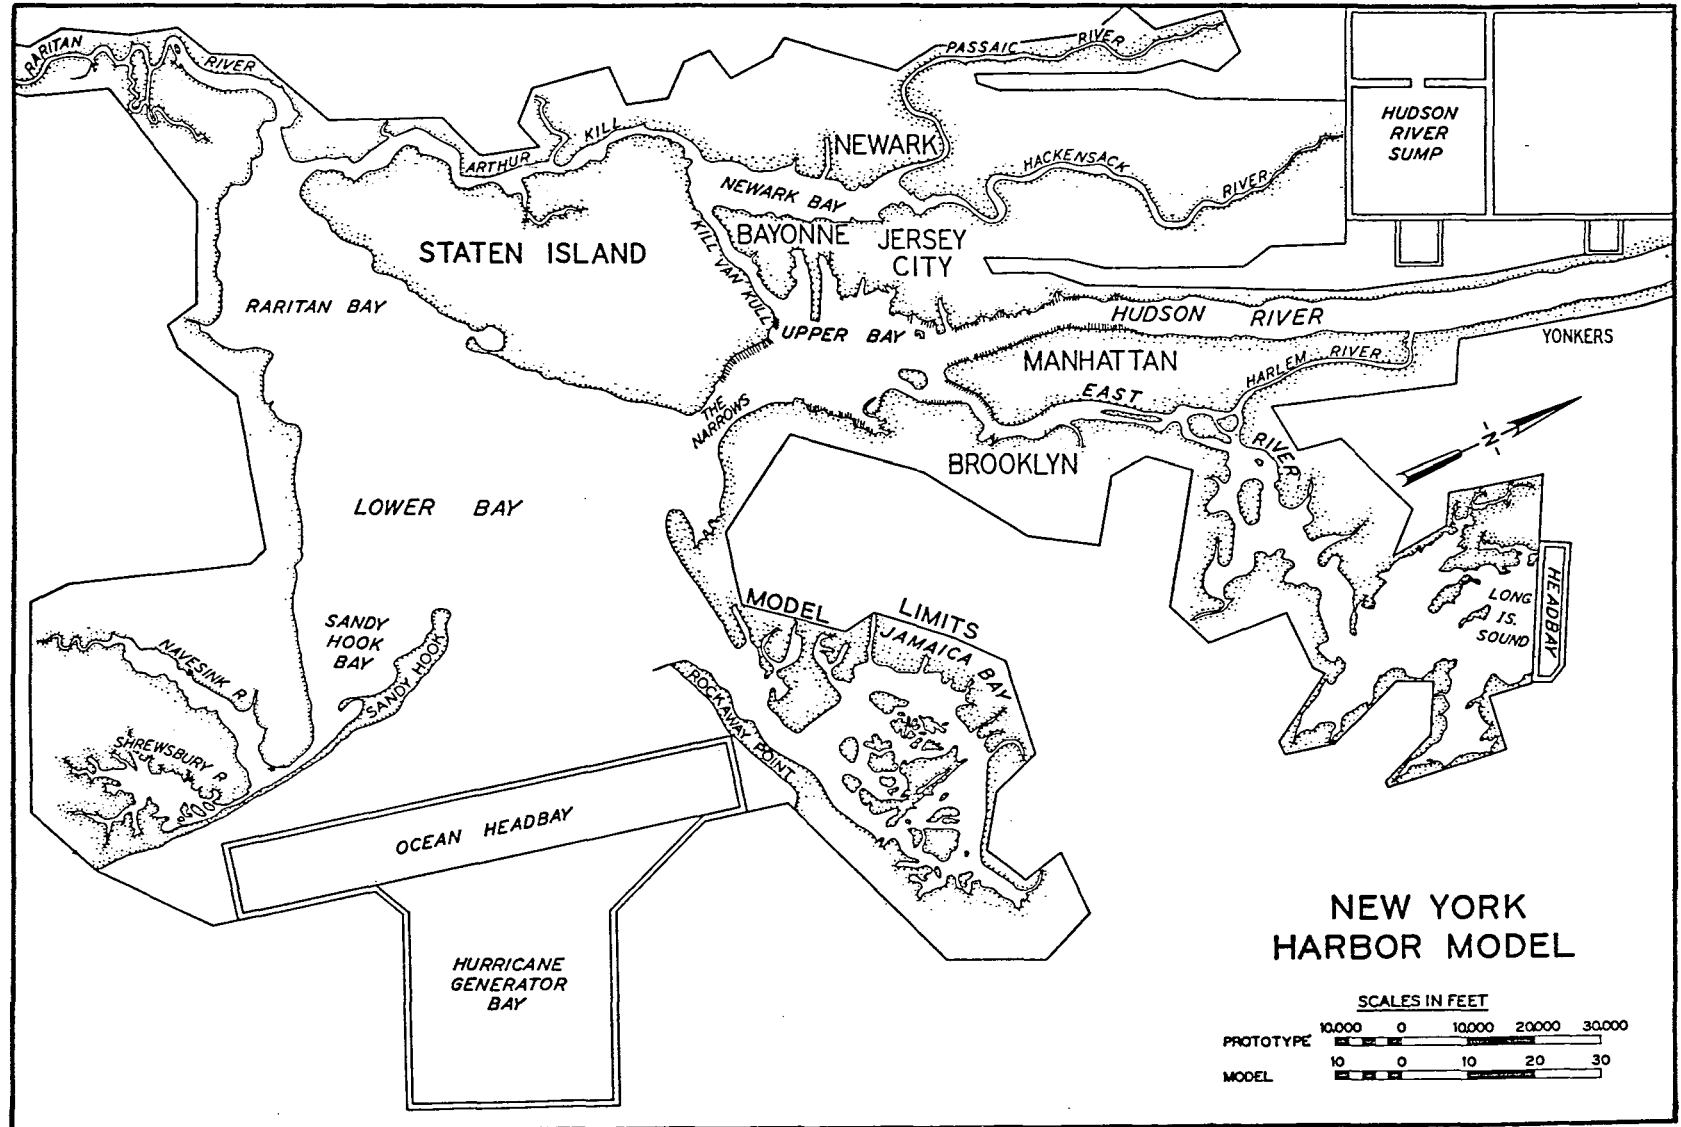 RARITAN
RIVER
PASSAIC RIVER
HUDSON
RIVER
SUMP
ARTHUR KILL
NEWARK
HACKENSACK RIVER
NEWARK BAY
STATEN ISLAND
KILL VAN KULL
BAYONNE
JERSEY
CITY
RARITAN BAY
UPPER BAY
HUDSON RIVER
YONKERS
MANHATTAN
HARLEM RIVER
EAST
RIVER
THE
NARROWS
BROOKLYN
N
LOWER BAY
MODEL LIMITS
JAMAICA BAY
LONG
IS.
SOUND
HEADBAY
SANDY
HOOK
BAY
SANDY HOOK
NAVESINK R.
SHREWSBURY R.
ROCKAWAY POINT
OCEAN HEADBAY
HURRICANE
GENERATOR
BAY
NEW YORK
HARBOR MODEL
SCALES IN FEET
10,000 0 10,000 20,000 30,000
PROTOTYPE
10 0 10 20 30
MODEL